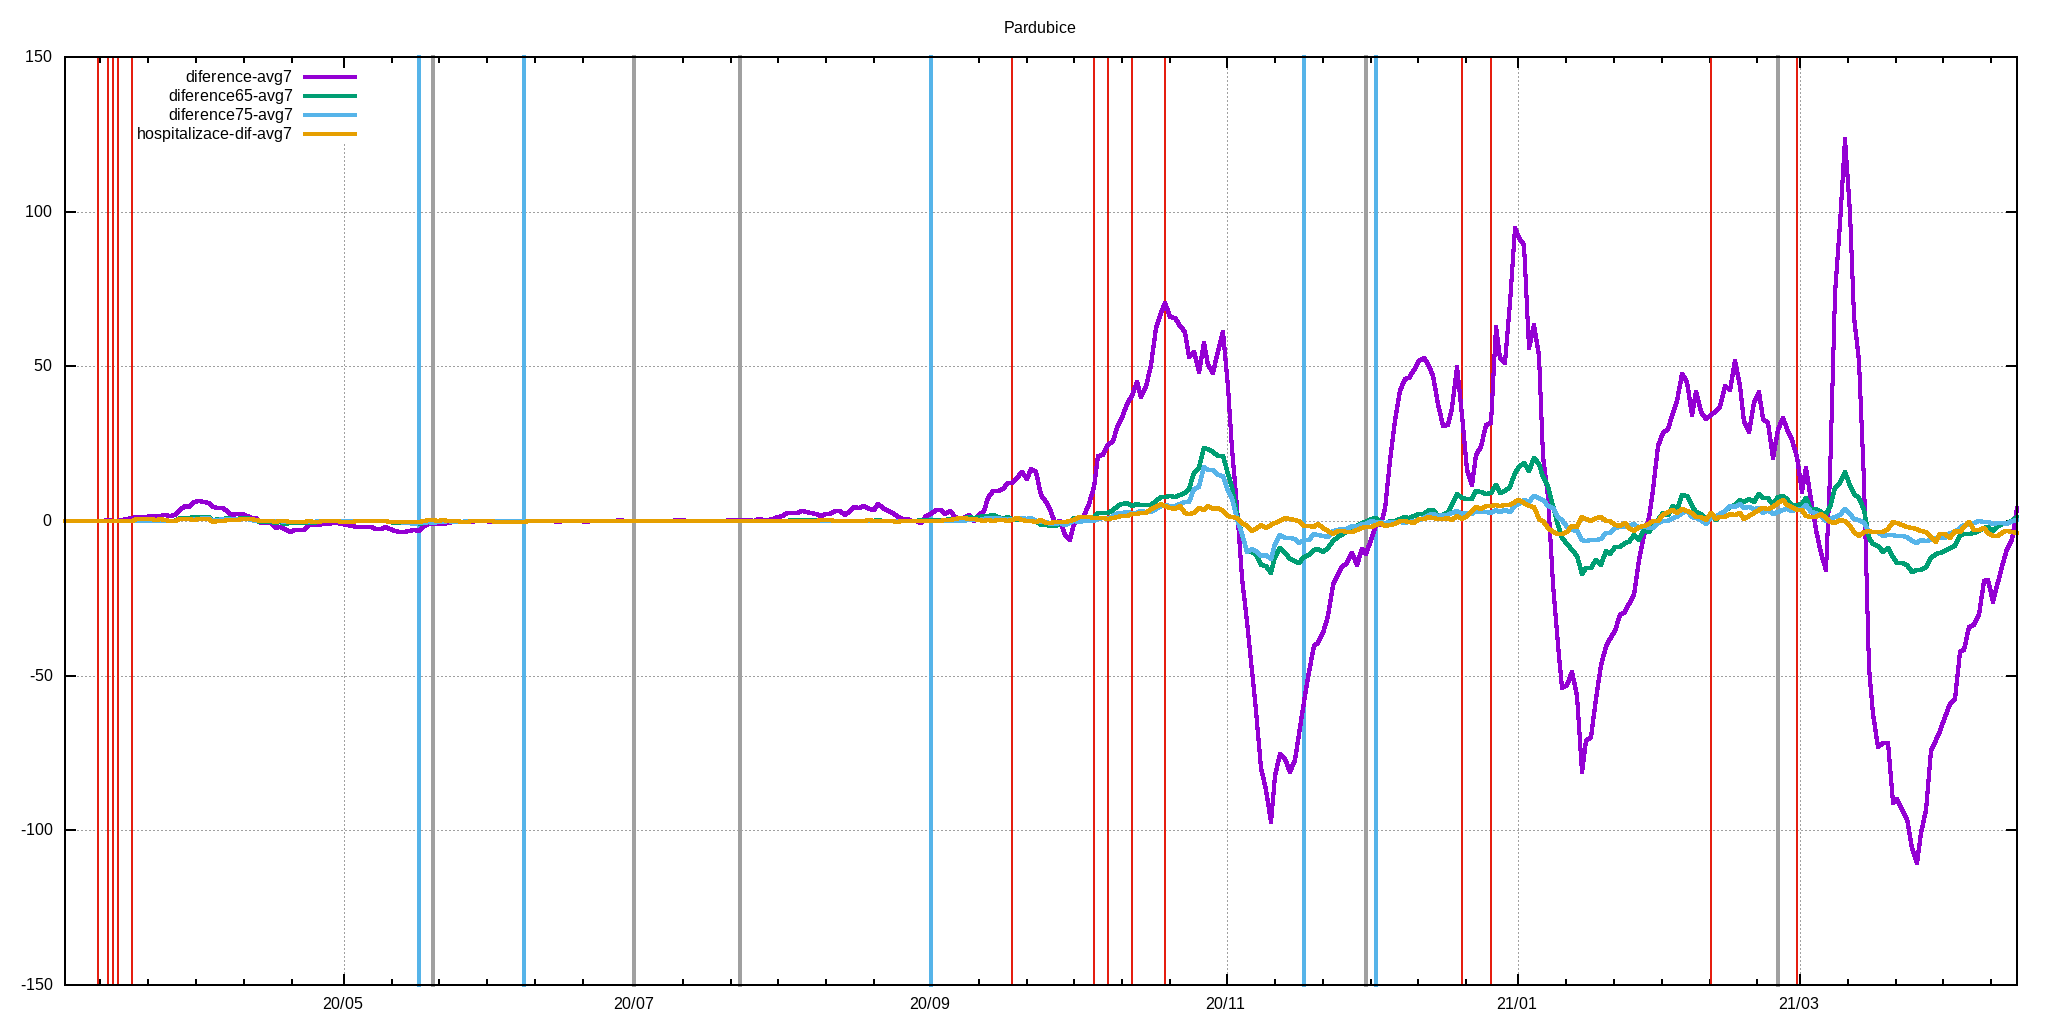 Pardubice
150
diference-avg7
diference65-avg7
diference75-avg7
hospitalizace-dif-avg7
100
50
0
-50
-100
-150
20/05 20/07 20/09 20/11 21/01 21/03